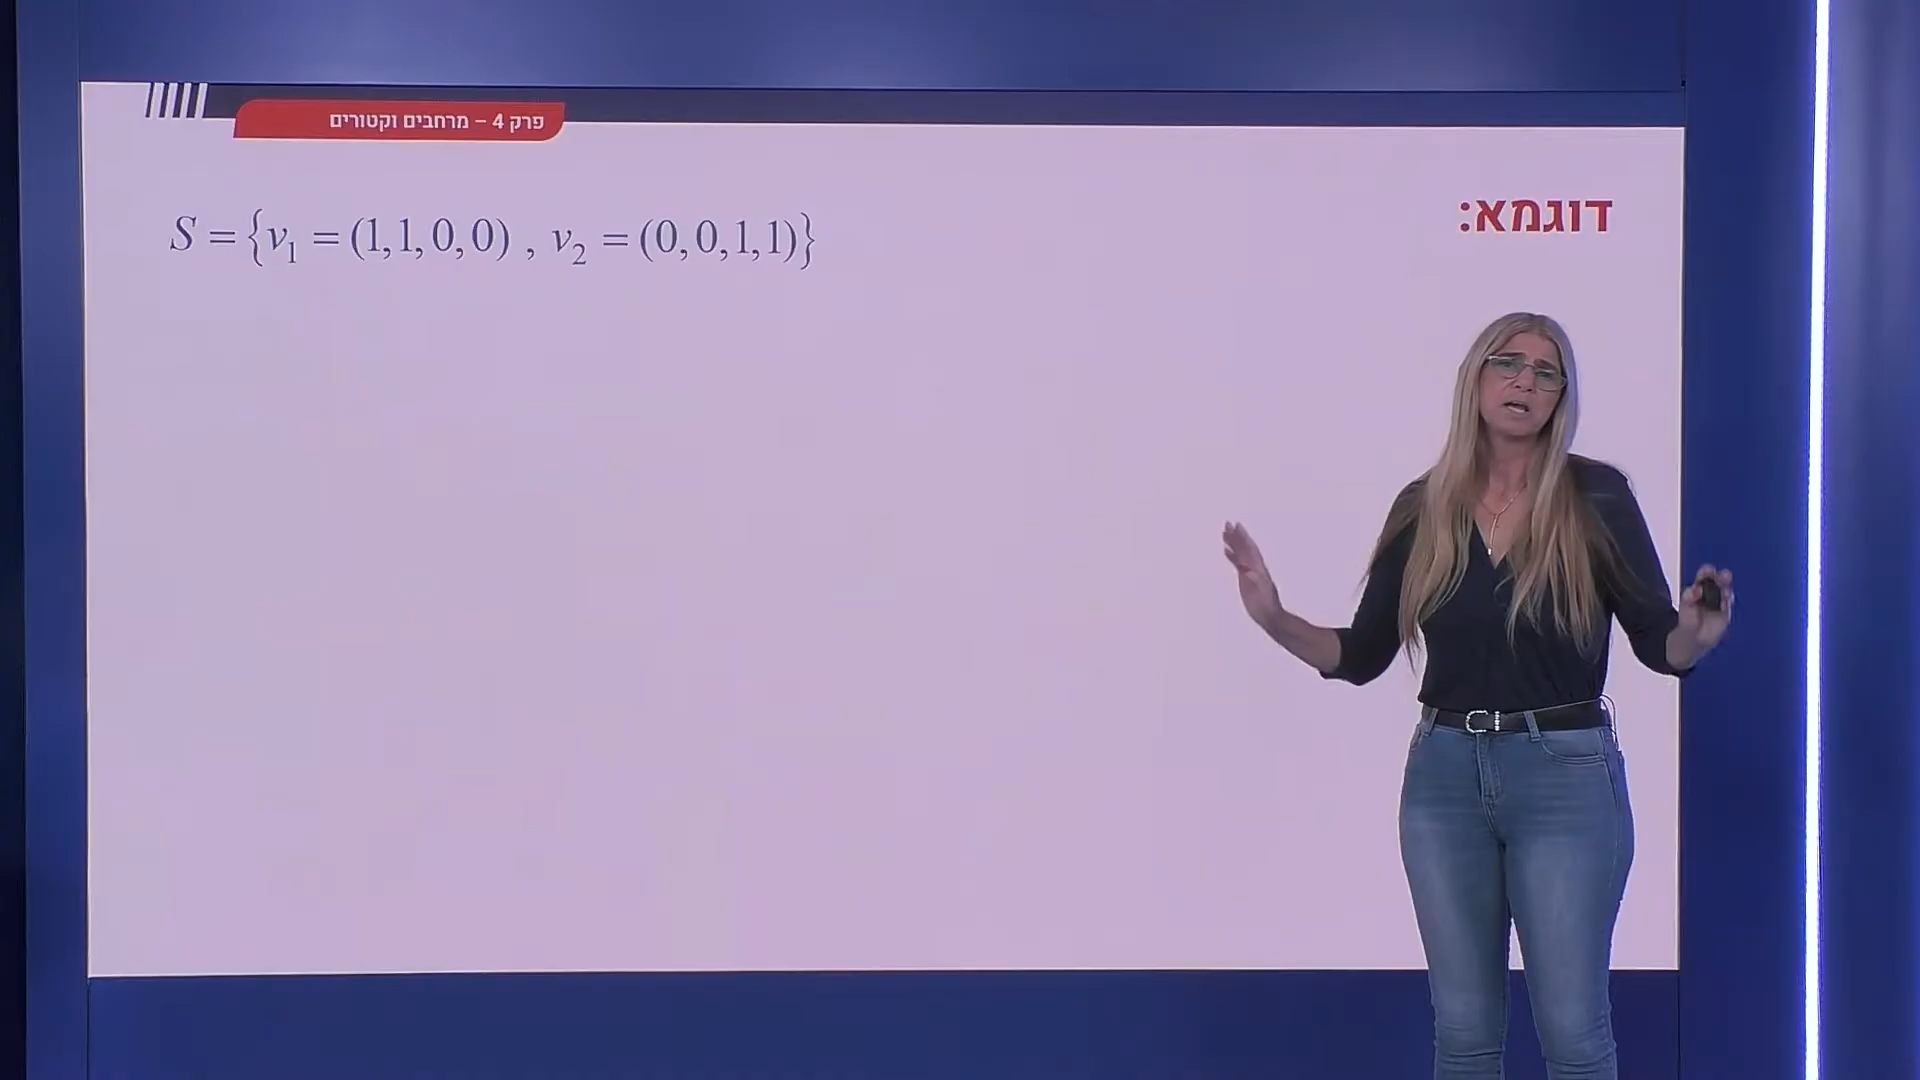 פרק 4 – מרחבים וקטורים
דוגמא:
S = {v₁ = (1,1,0,0) , v₂ = (0,0,1,1)}